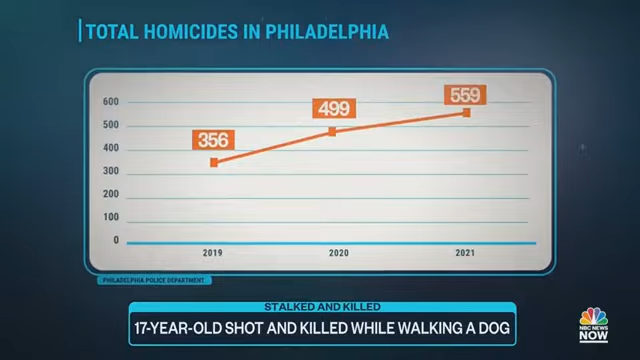 TOTAL HOMICIDES IN PHILADELPHIA
600
500
400
300
200
100
0
356
499
559
2019
2020
2021
PHILADELPHIA POLICE DEPARTMENT
STALKED AND KILLED
17-YEAR-OLD SHOT AND KILLED WHILE WALKING A DOG
NBC NEWS
NOW